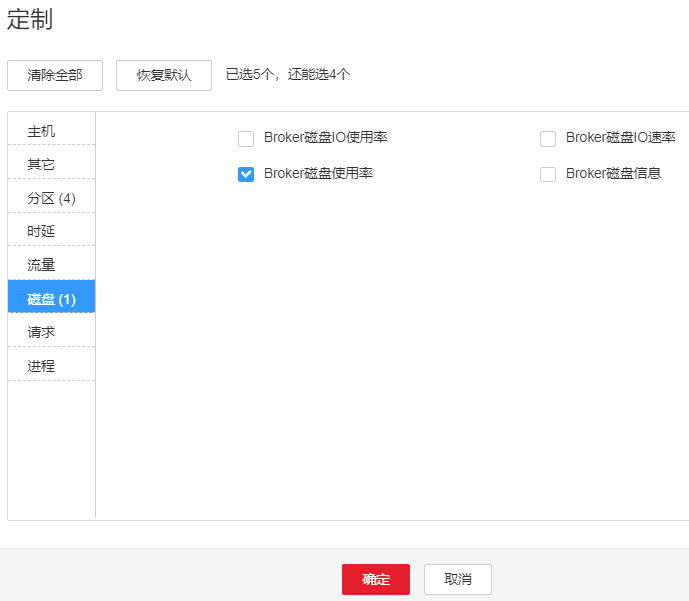 定制
清除全部 恢复默认 已选5个，还能选4个
主机
其它
分区 (4)
时延
流量
磁盘 (1)
请求
进程
Broker磁盘IO使用率 Broker磁盘IO速率
Broker磁盘使用率 Broker磁盘信息
确定 取消